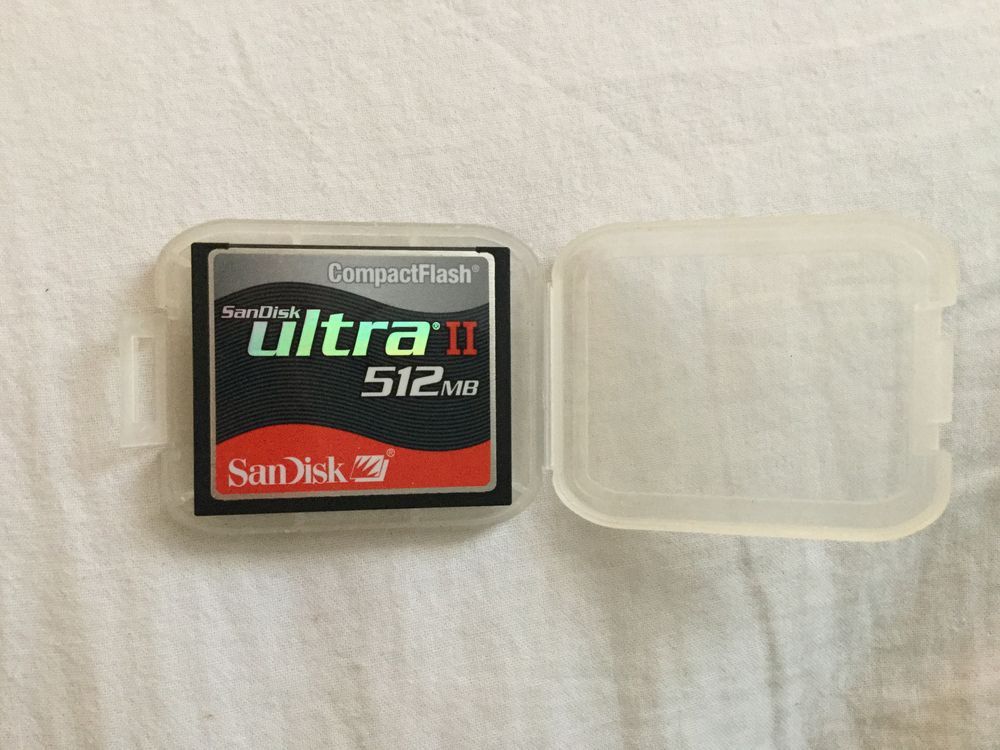 CompactFlash®
SanDisk
ultra® II
512MB
SanDisk®